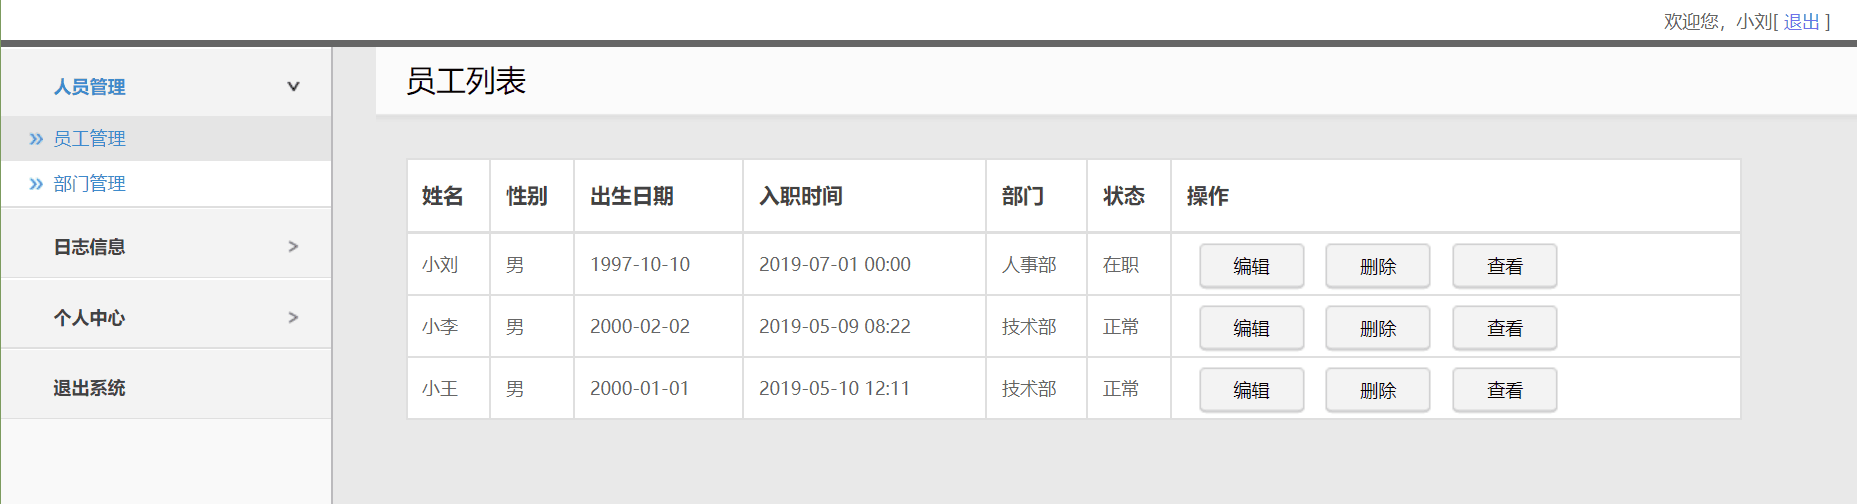 欢迎您，小刘[ 退出 ]
人员管理
员工管理
部门管理
日志信息
个人中心
退出系统
员工列表
姓名 性别 出生日期 入职时间 部门 状态 操作
小刘 男 1997-10-10 2019-07-01 00:00 人事部 在职 编辑 删除 查看
小李 男 2000-02-02 2019-05-09 08:22 技术部 正常 编辑 删除 查看
小王 男 2000-01-01 2019-05-10 12:11 技术部 正常 编辑 删除 查看